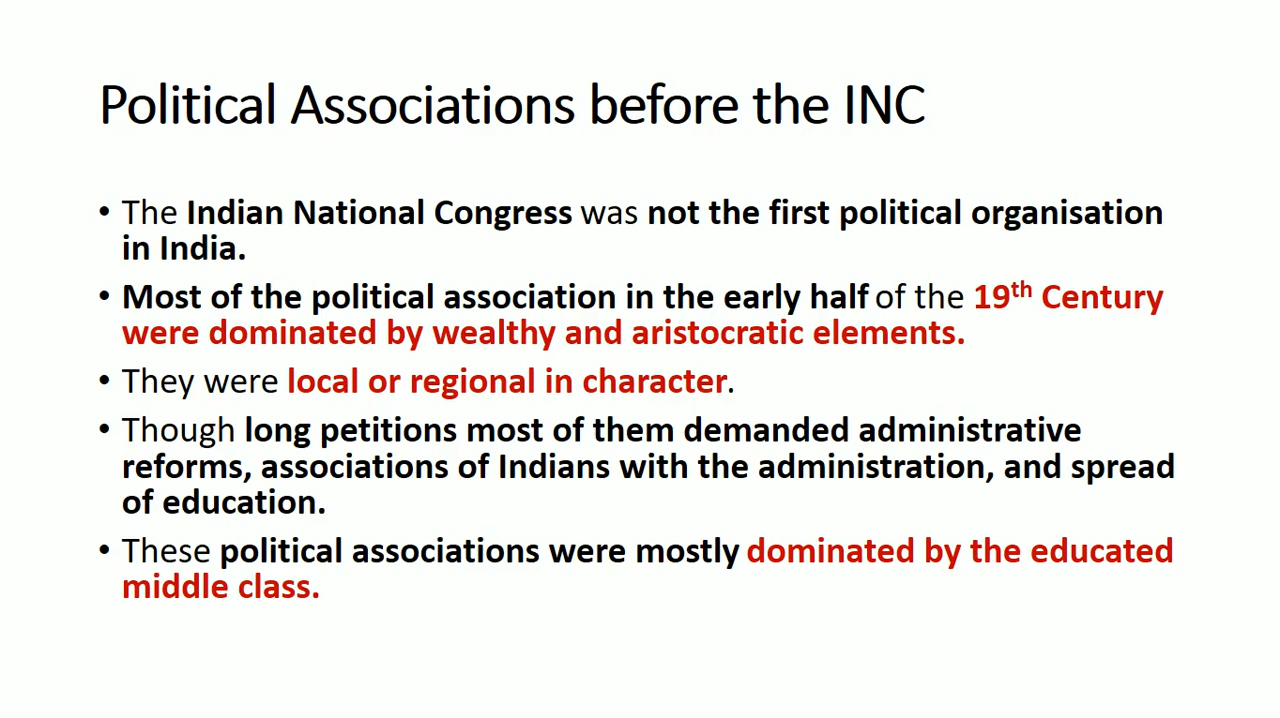 Political Associations before the INC
• The Indian National Congress was not the first political organisation
in India.
• Most of the political association in the early half of the 19th Century
were dominated by wealthy and aristocratic elements.
• They were local or regional in character.
• Though long petitions most of them demanded administrative
reforms, associations of Indians with the administration, and spread
of education.
• These political associations were mostly dominated by the educated
middle class.